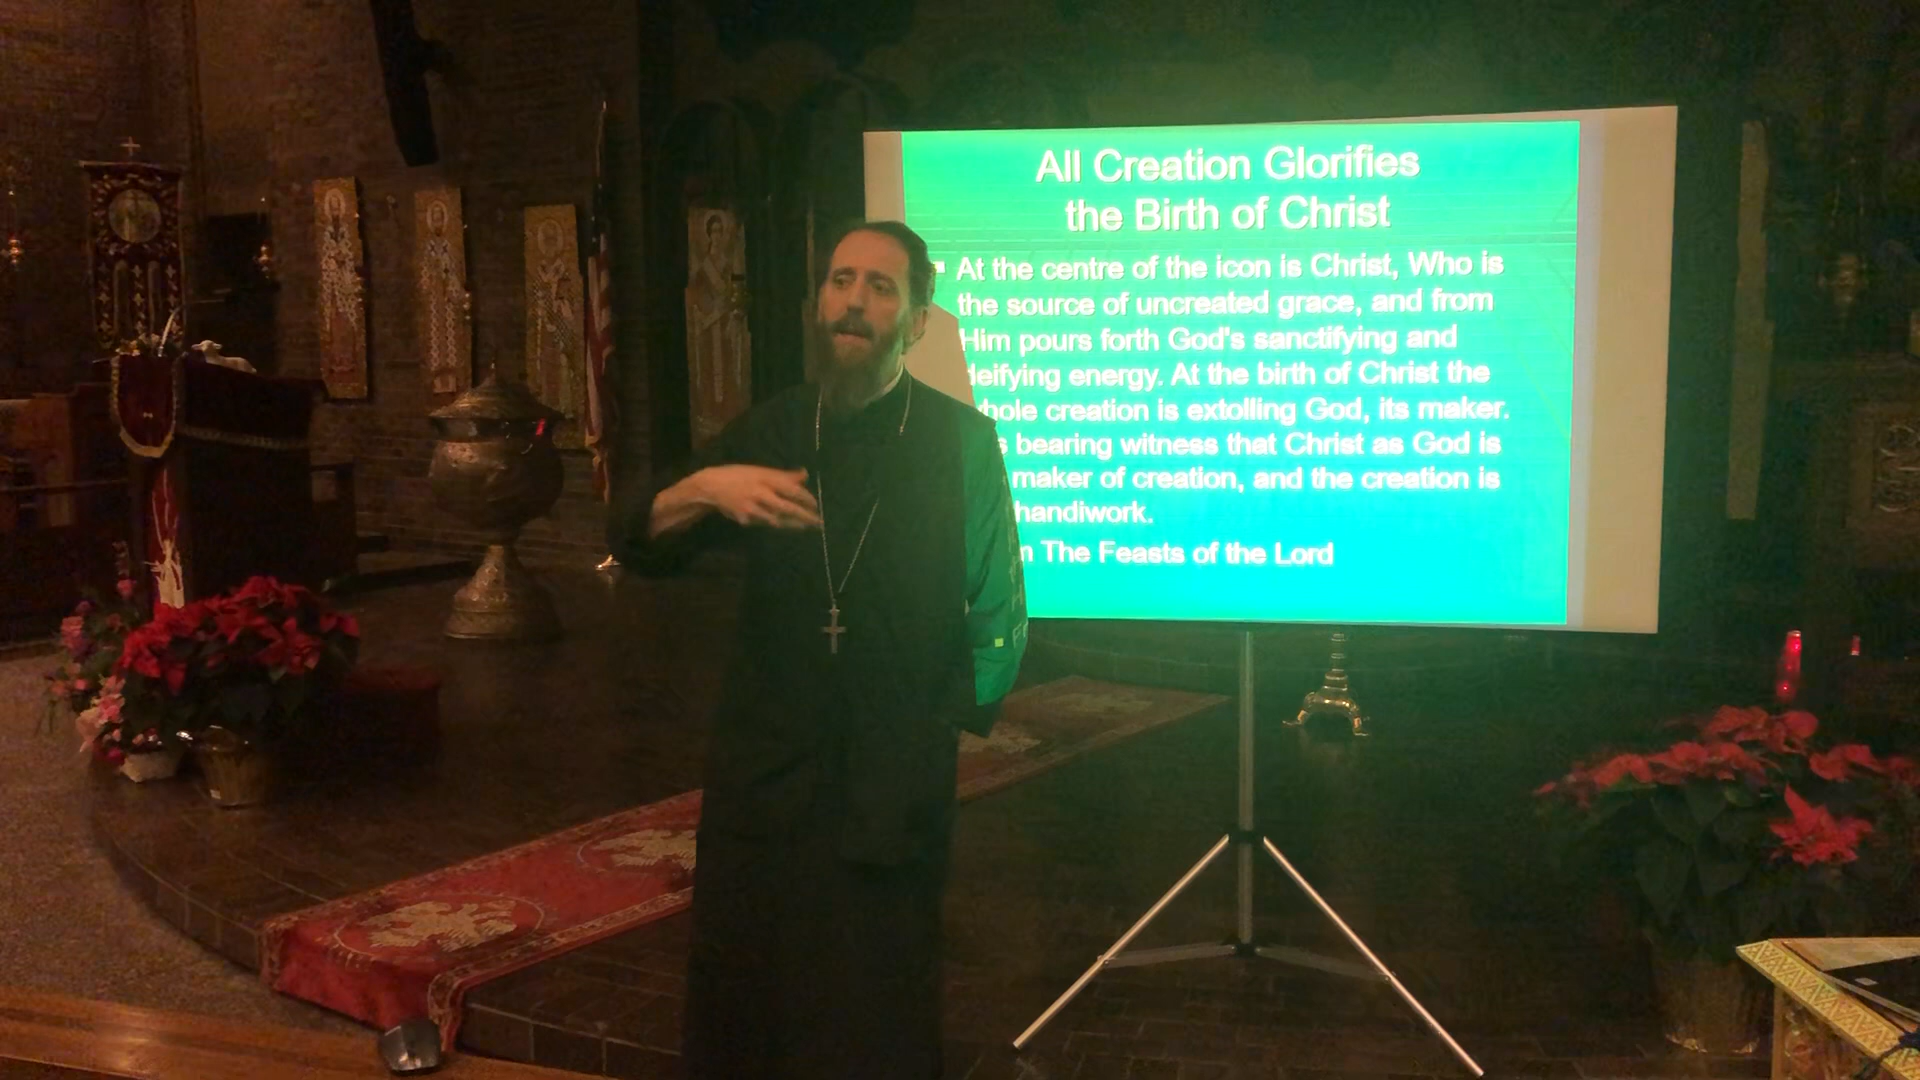 All Creation Glorifies
the Birth of Christ
At the centre of the icon is Christ, Who is
the source of uncreated grace, and from
Him pours forth God's sanctifying and
deifying energy. At the birth of Christ the
whole creation is extolling God, its maker.
bearing witness that Christ as God is
maker of creation, and the creation is
handiwork.
The Feasts of the Lord